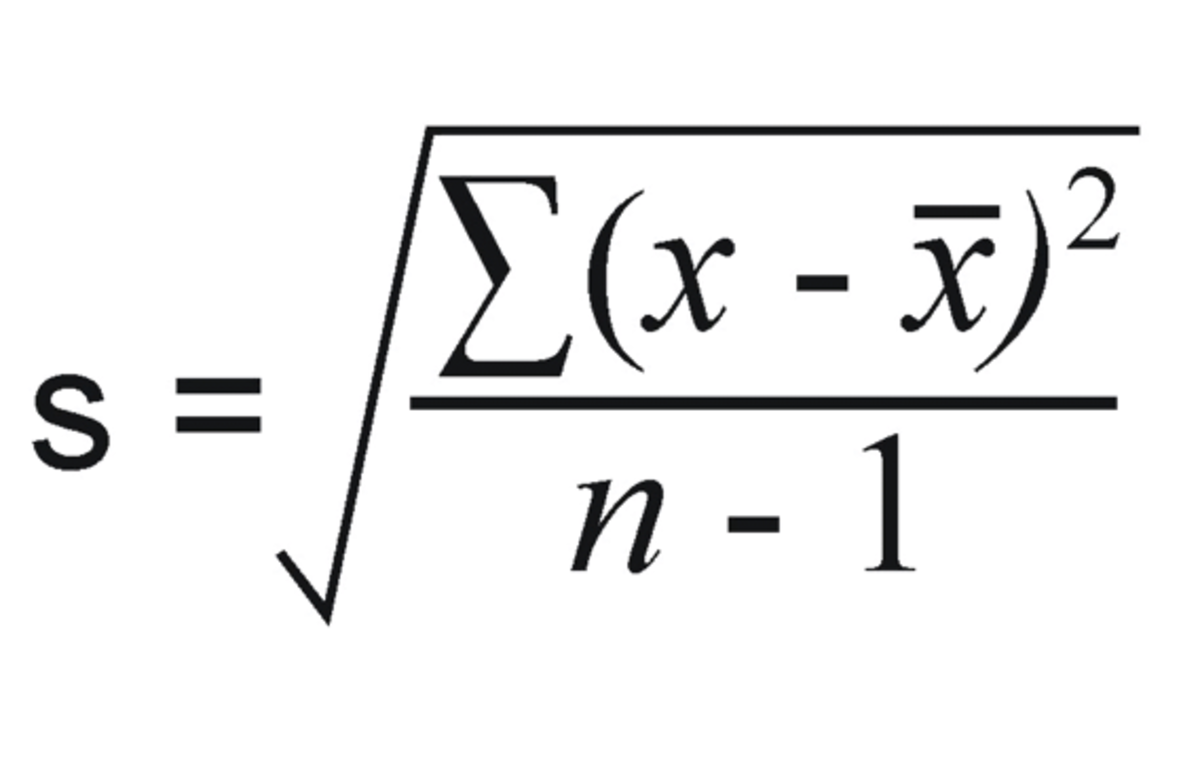 s = √(∑(x - x̅)² / (n - 1))